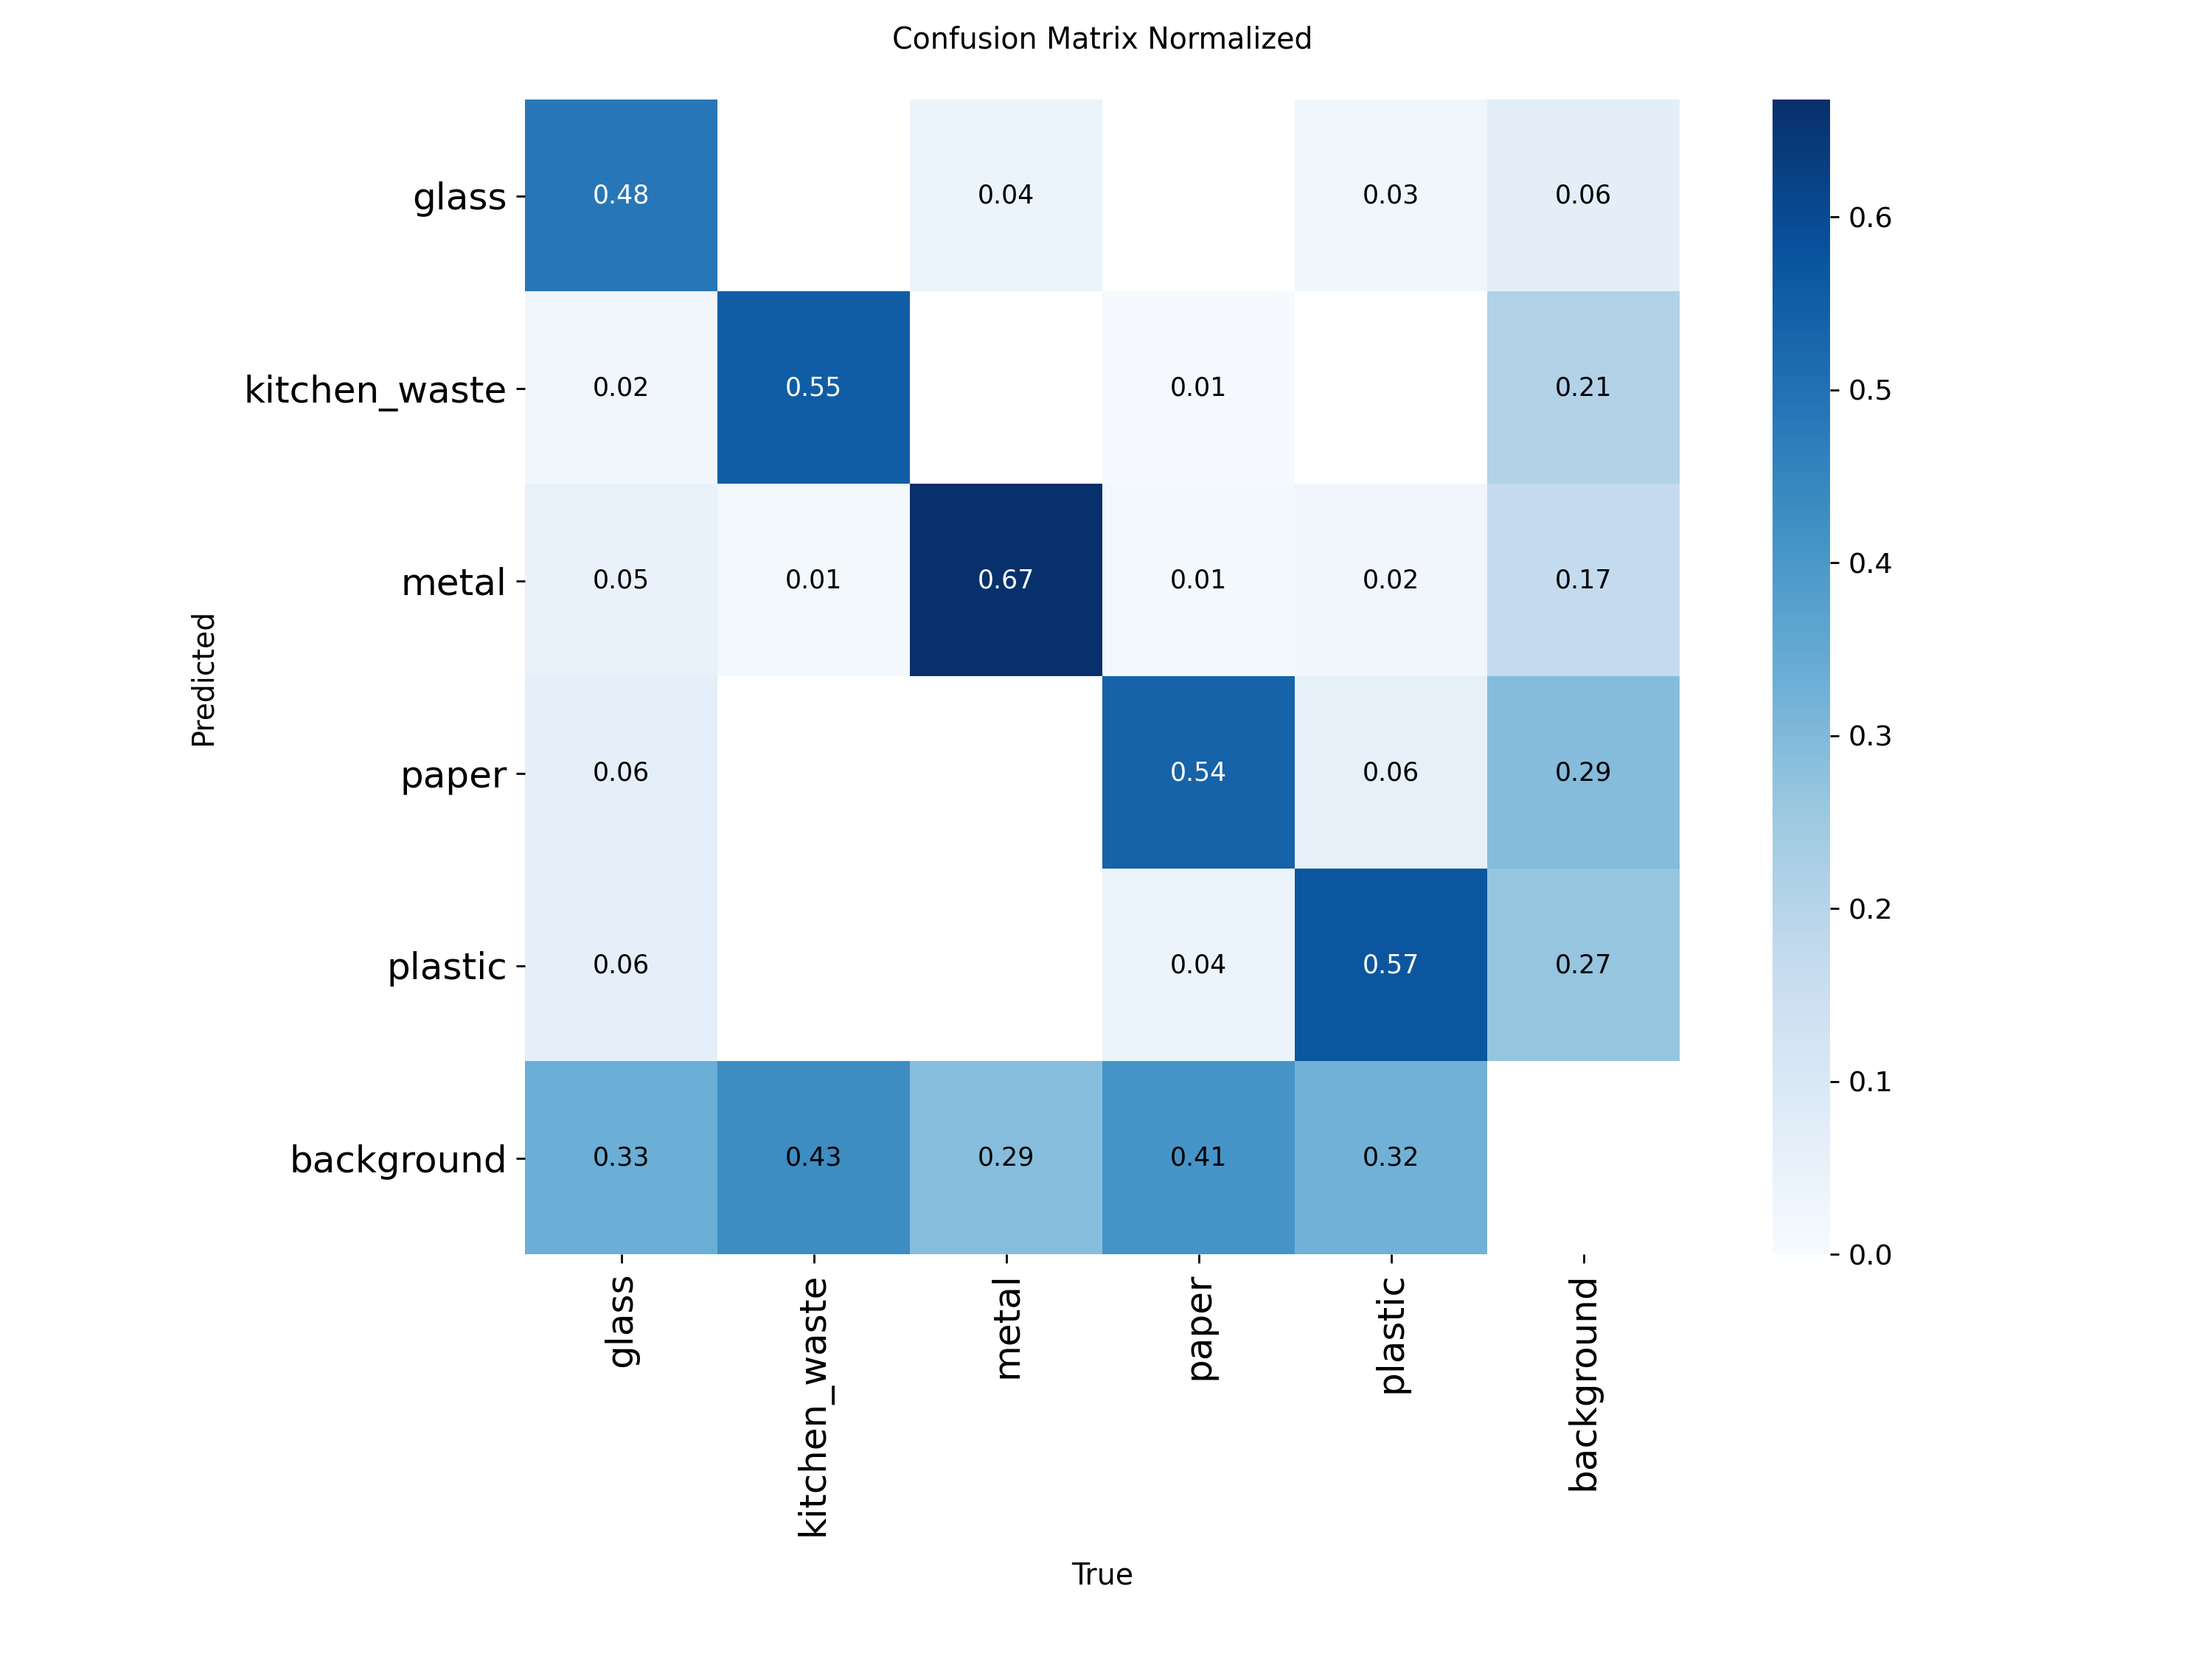 Confusion Matrix Normalized
glass 0.48 0.04 0.03 0.06
kitchen_waste 0.02 0.55 0.01 0.21
metal 0.05 0.01 0.67 0.01 0.02 0.17
paper 0.06 0.54 0.06 0.29
plastic 0.06 0.04 0.57 0.27
background 0.33 0.43 0.29 0.41 0.32
Predicted
glass
kitchen_waste
metal
paper
plastic
background
True
0.6
0.5
0.4
0.3
0.2
0.1
0.0